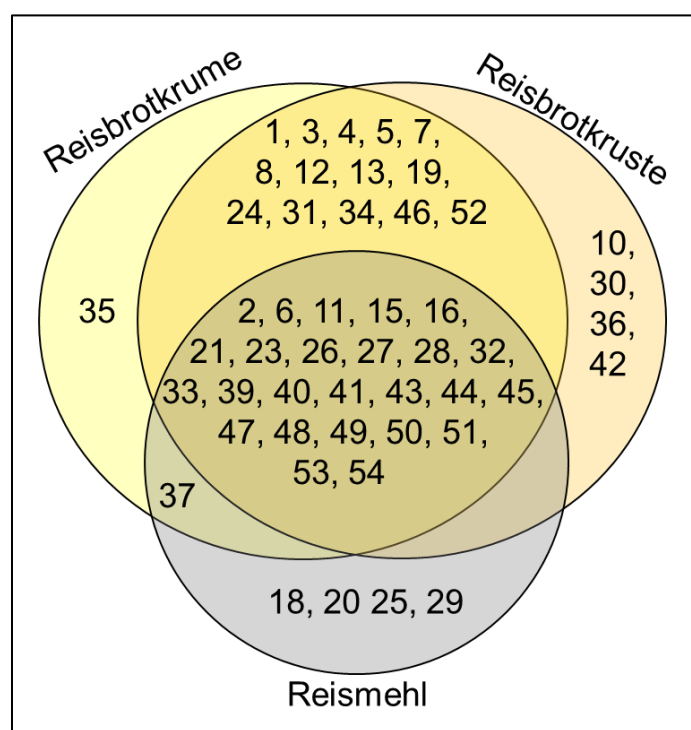 Reisbrotkrume
Reisbrotkruste
1, 3, 4, 5, 7,
8, 12, 13, 19,
24, 31, 34, 46, 52
10,
30,
36,
42
35
2, 6, 11, 15, 16,
21, 23, 26, 27, 28, 32,
33, 39, 40, 41, 43, 44, 45,
47, 48, 49, 50, 51,
53, 54
37
18, 20 25, 29
Reismehl